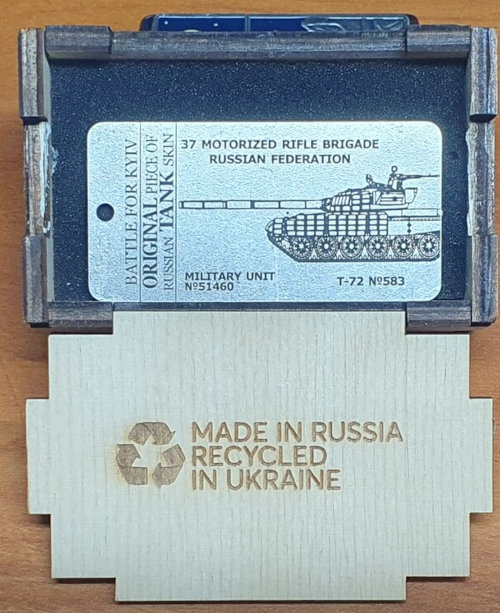 BATTLE FOR KYIV
ORIGINAL PIECE OF
RUSSIAN TANK SKIN
37 MOTORIZED RIFLE BRIGADE
RUSSIAN FEDERATION
MILITARY UNIT
№51460
T-72 №583
MADE IN RUSSIA
RECYCLED
IN UKRAINE